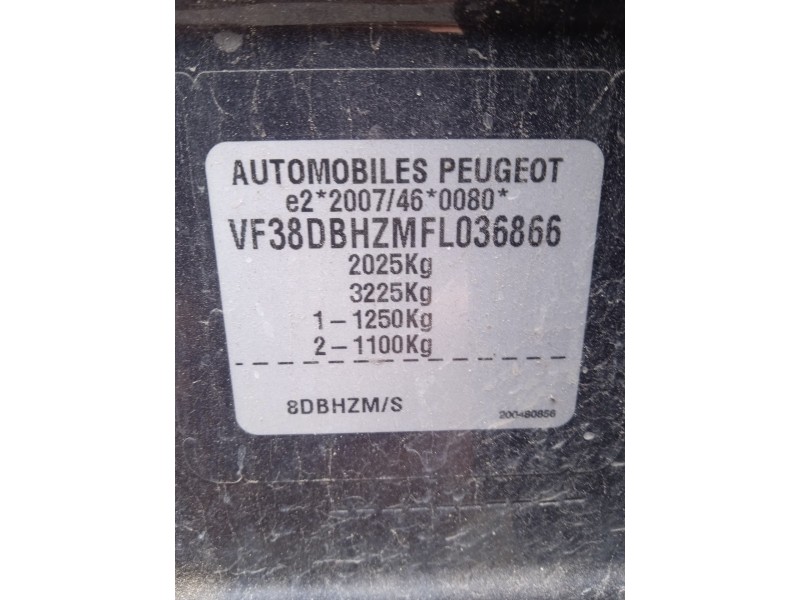 AUTOMOBILES PEUGEOT
e2*2007/46*0080*
VF38DBHZMFL036866
2025Kg
3225Kg
1-1250Kg
2-1100Kg
8DBHZM/S
200480856